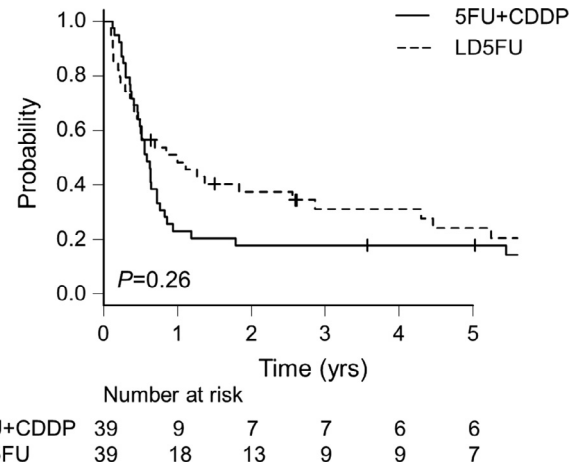 5FU+CDDP
LD5FU
1.0
0.8
0.6
0.4
0.2
0.0
Probability
P=0.26
0 1 2 3 4 5
Time (yrs)
Number at risk
U+CDDP 39 9 7 7 6 6
5FU 39 18 13 9 9 7